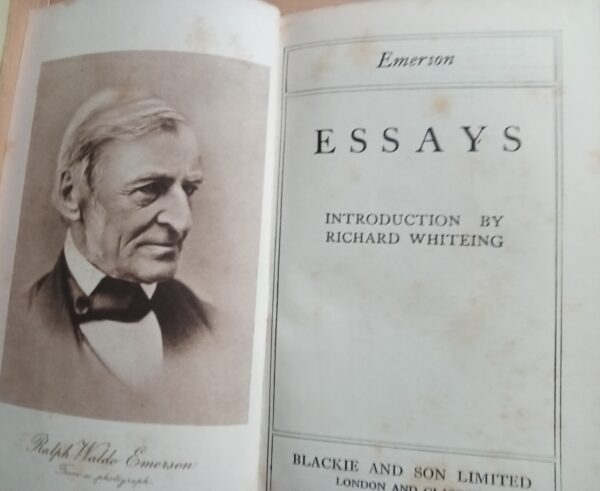 Ralph Waldo Emerson
From a photograph
Emerson
ESSAYS
INTRODUCTION BY
RICHARD WHITEING
BLACKIE AND SON LIMITED
LONDON AND